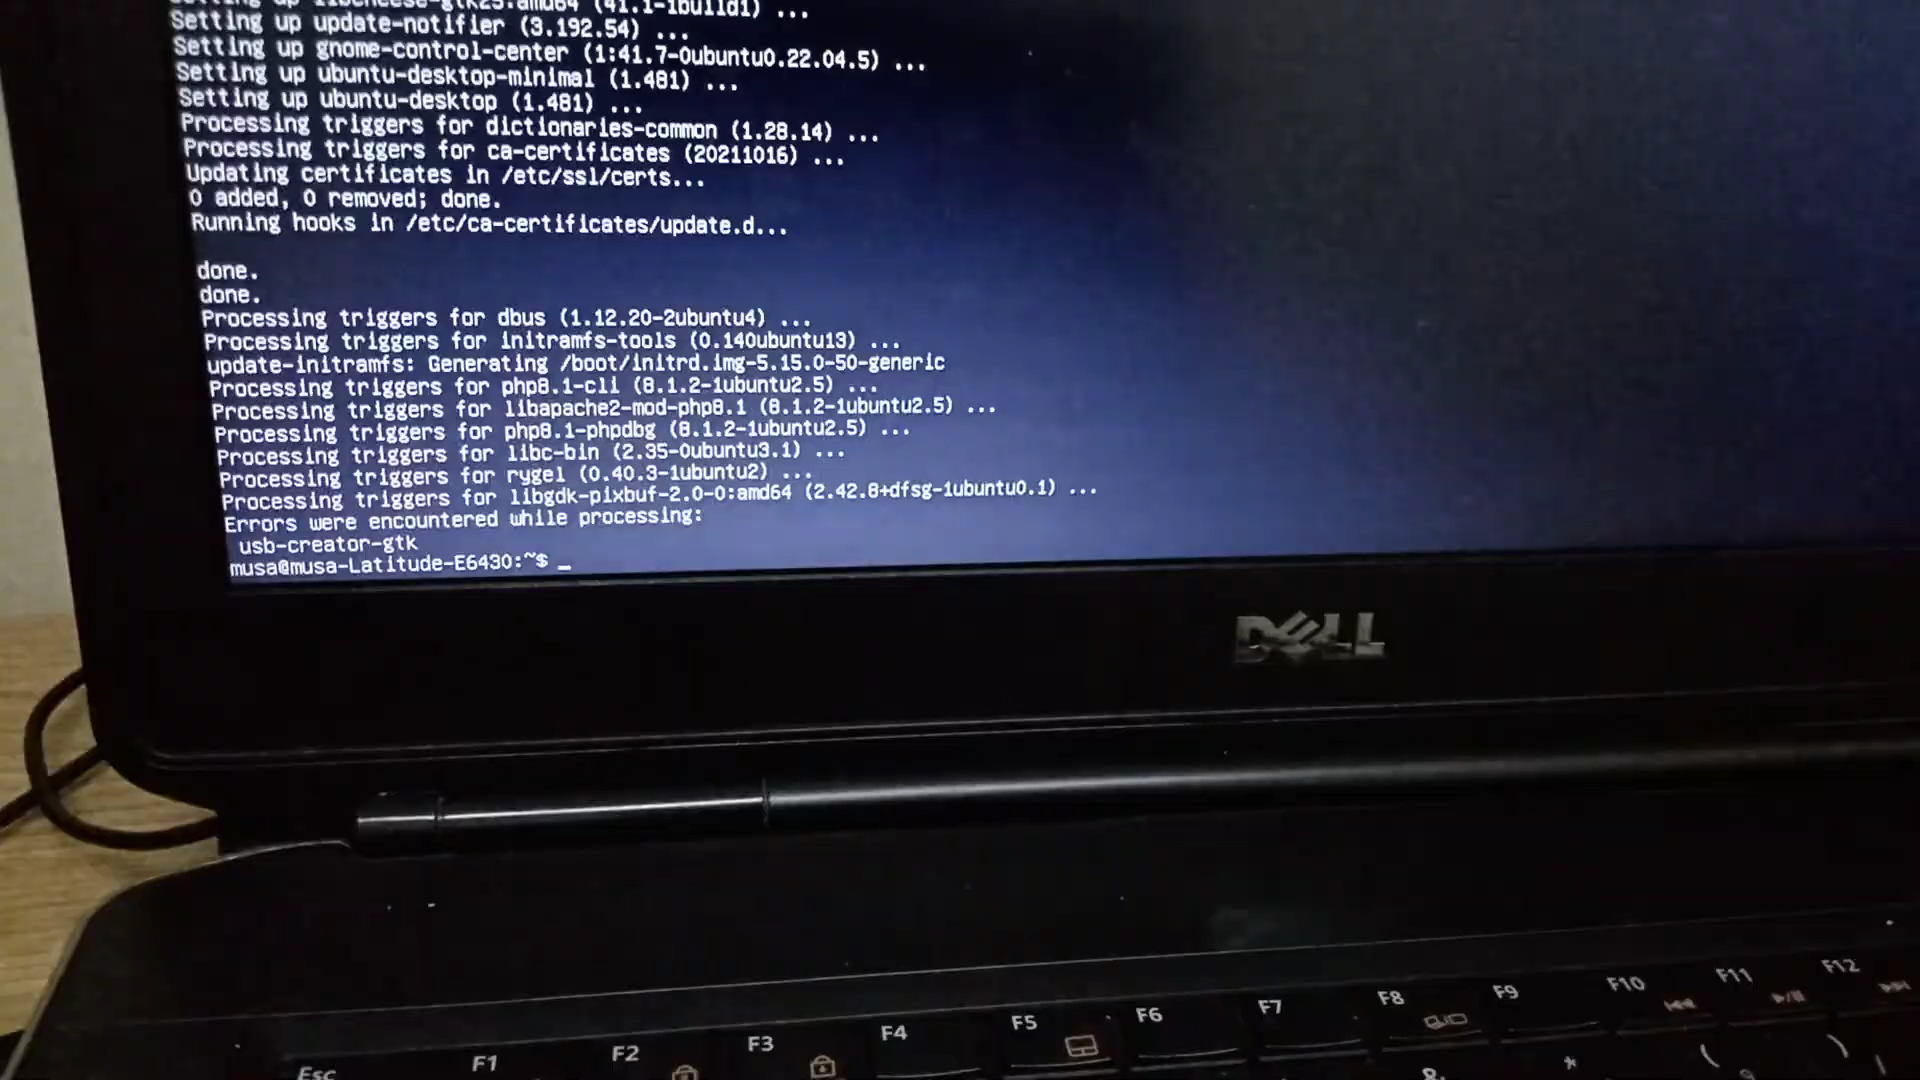 Setting up libcheese-gtk25:amd64 (41.1-1build1) ...
Setting up update-notifier (3.192.54) ...
Setting up gnome-control-center (1:41.7-0ubuntu0.22.04.5) ...
Setting up ubuntu-desktop-minimal (1.481) ...
Setting up ubuntu-desktop (1.481) ...
Processing triggers for dictionaries-common (1.28.14) ...
Processing triggers for ca-certificates (20211016) ...
Updating certificates in /etc/ssl/certs...
0 added, 0 removed; done.
Running hooks in /etc/ca-certificates/update.d...
done.
done.
Processing triggers for dbus (1.12.20-2ubuntu4) ...
Processing triggers for initramfs-tools (0.140ubuntu13) ...
update-initramfs: Generating /boot/initrd.img-5.15.0-50-generic
Processing triggers for php8.1-cli (8.1.2-1ubuntu2.5) ...
Processing triggers for libapache2-mod-php8.1 (8.1.2-1ubuntu2.5) ...
Processing triggers for php8.1-phpdbg (8.1.2-1ubuntu2.5) ...
Processing triggers for libc-bin (2.35-0ubuntu3.1) ...
Processing triggers for rygel (0.40.3-1ubuntu2) ...
Processing triggers for libgdk-pixbuf-2.0-0:amd64 (2.42.8+dfsg-1ubuntu0.1) ...
Errors were encountered while processing:
usb-creator-gtk
musa@musa-Latitude-E6430:~$ _
DELL
Esc F1 F2 F3 F4 F5 F6 F7 F8 F9 F10 F11 F12
& * ( )